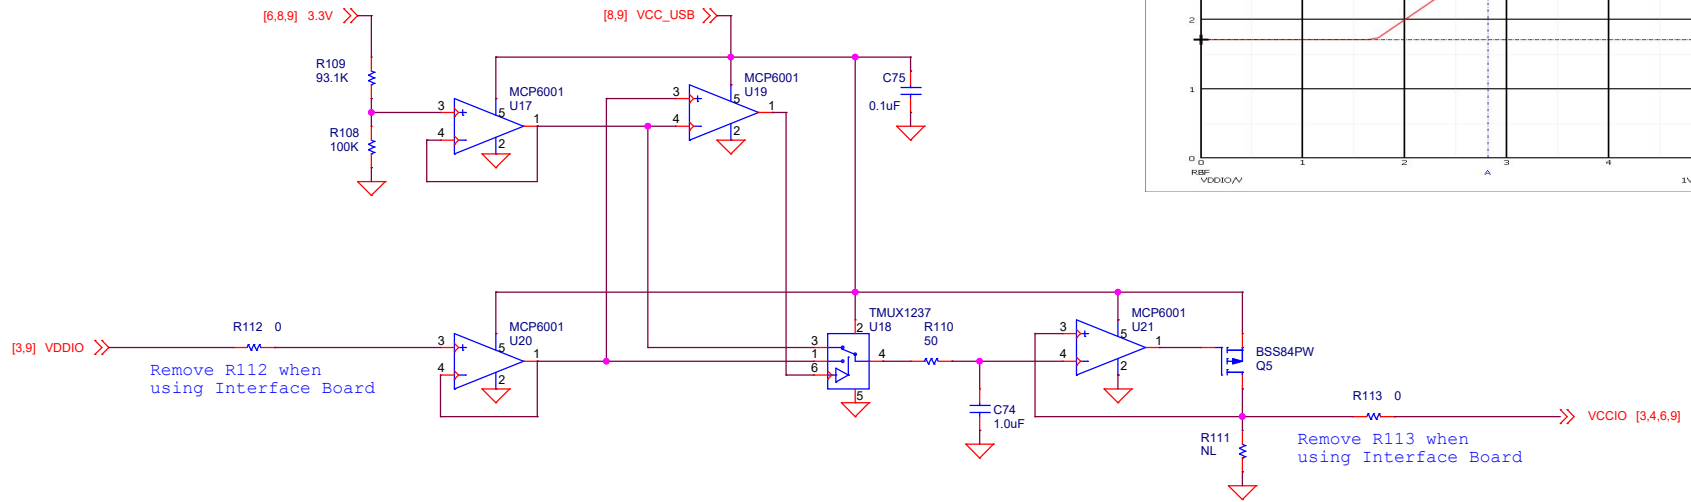 [6,8,9] 3.3V
[8,9] VCC_USB
R109
93.1K
R108
100K
3
4
5
1
2
MCP6001
U17
3
4
5
1
2
MCP6001
U19
C75
0.1uF
2
1
0
0
1
2
3
4
RBF
VDDIO/V
A
1V
[3,9] VDDIO
R112 0
Remove R112 when
using Interface Board
3
4
5
1
2
MCP6001
U20
TMUX1237
U18
2
3
1
6
4
5
R110
50
C74
1.0uF
MCP6001
U21
3
4
5
1
2
BSS84PW
Q5
R113 0
VCCIO [3,4,6,9]
R111
NL
Remove R113 when
using Interface Board